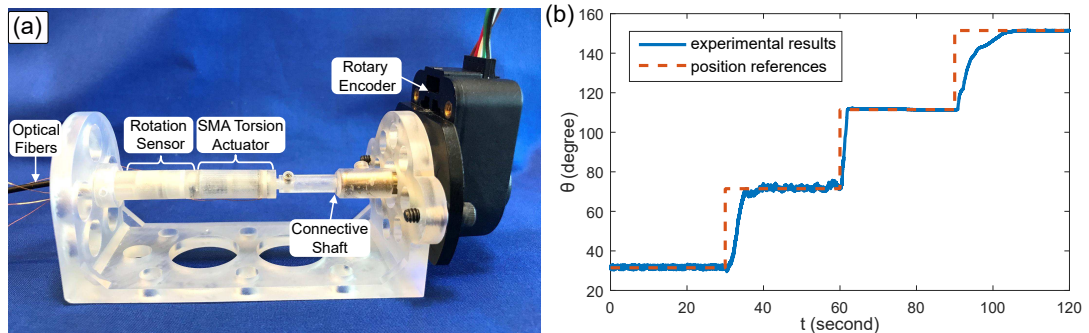 (a)
Rotary
Encoder
Optical
Fibers
Rotation
Sensor
SMA Torsion
Actuator
Connective
Shaft
(b)
160
140
120
100
80
60
40
20
θ (degree)
experimental results
position references
0
20
40
60
80
100
120
t (second)